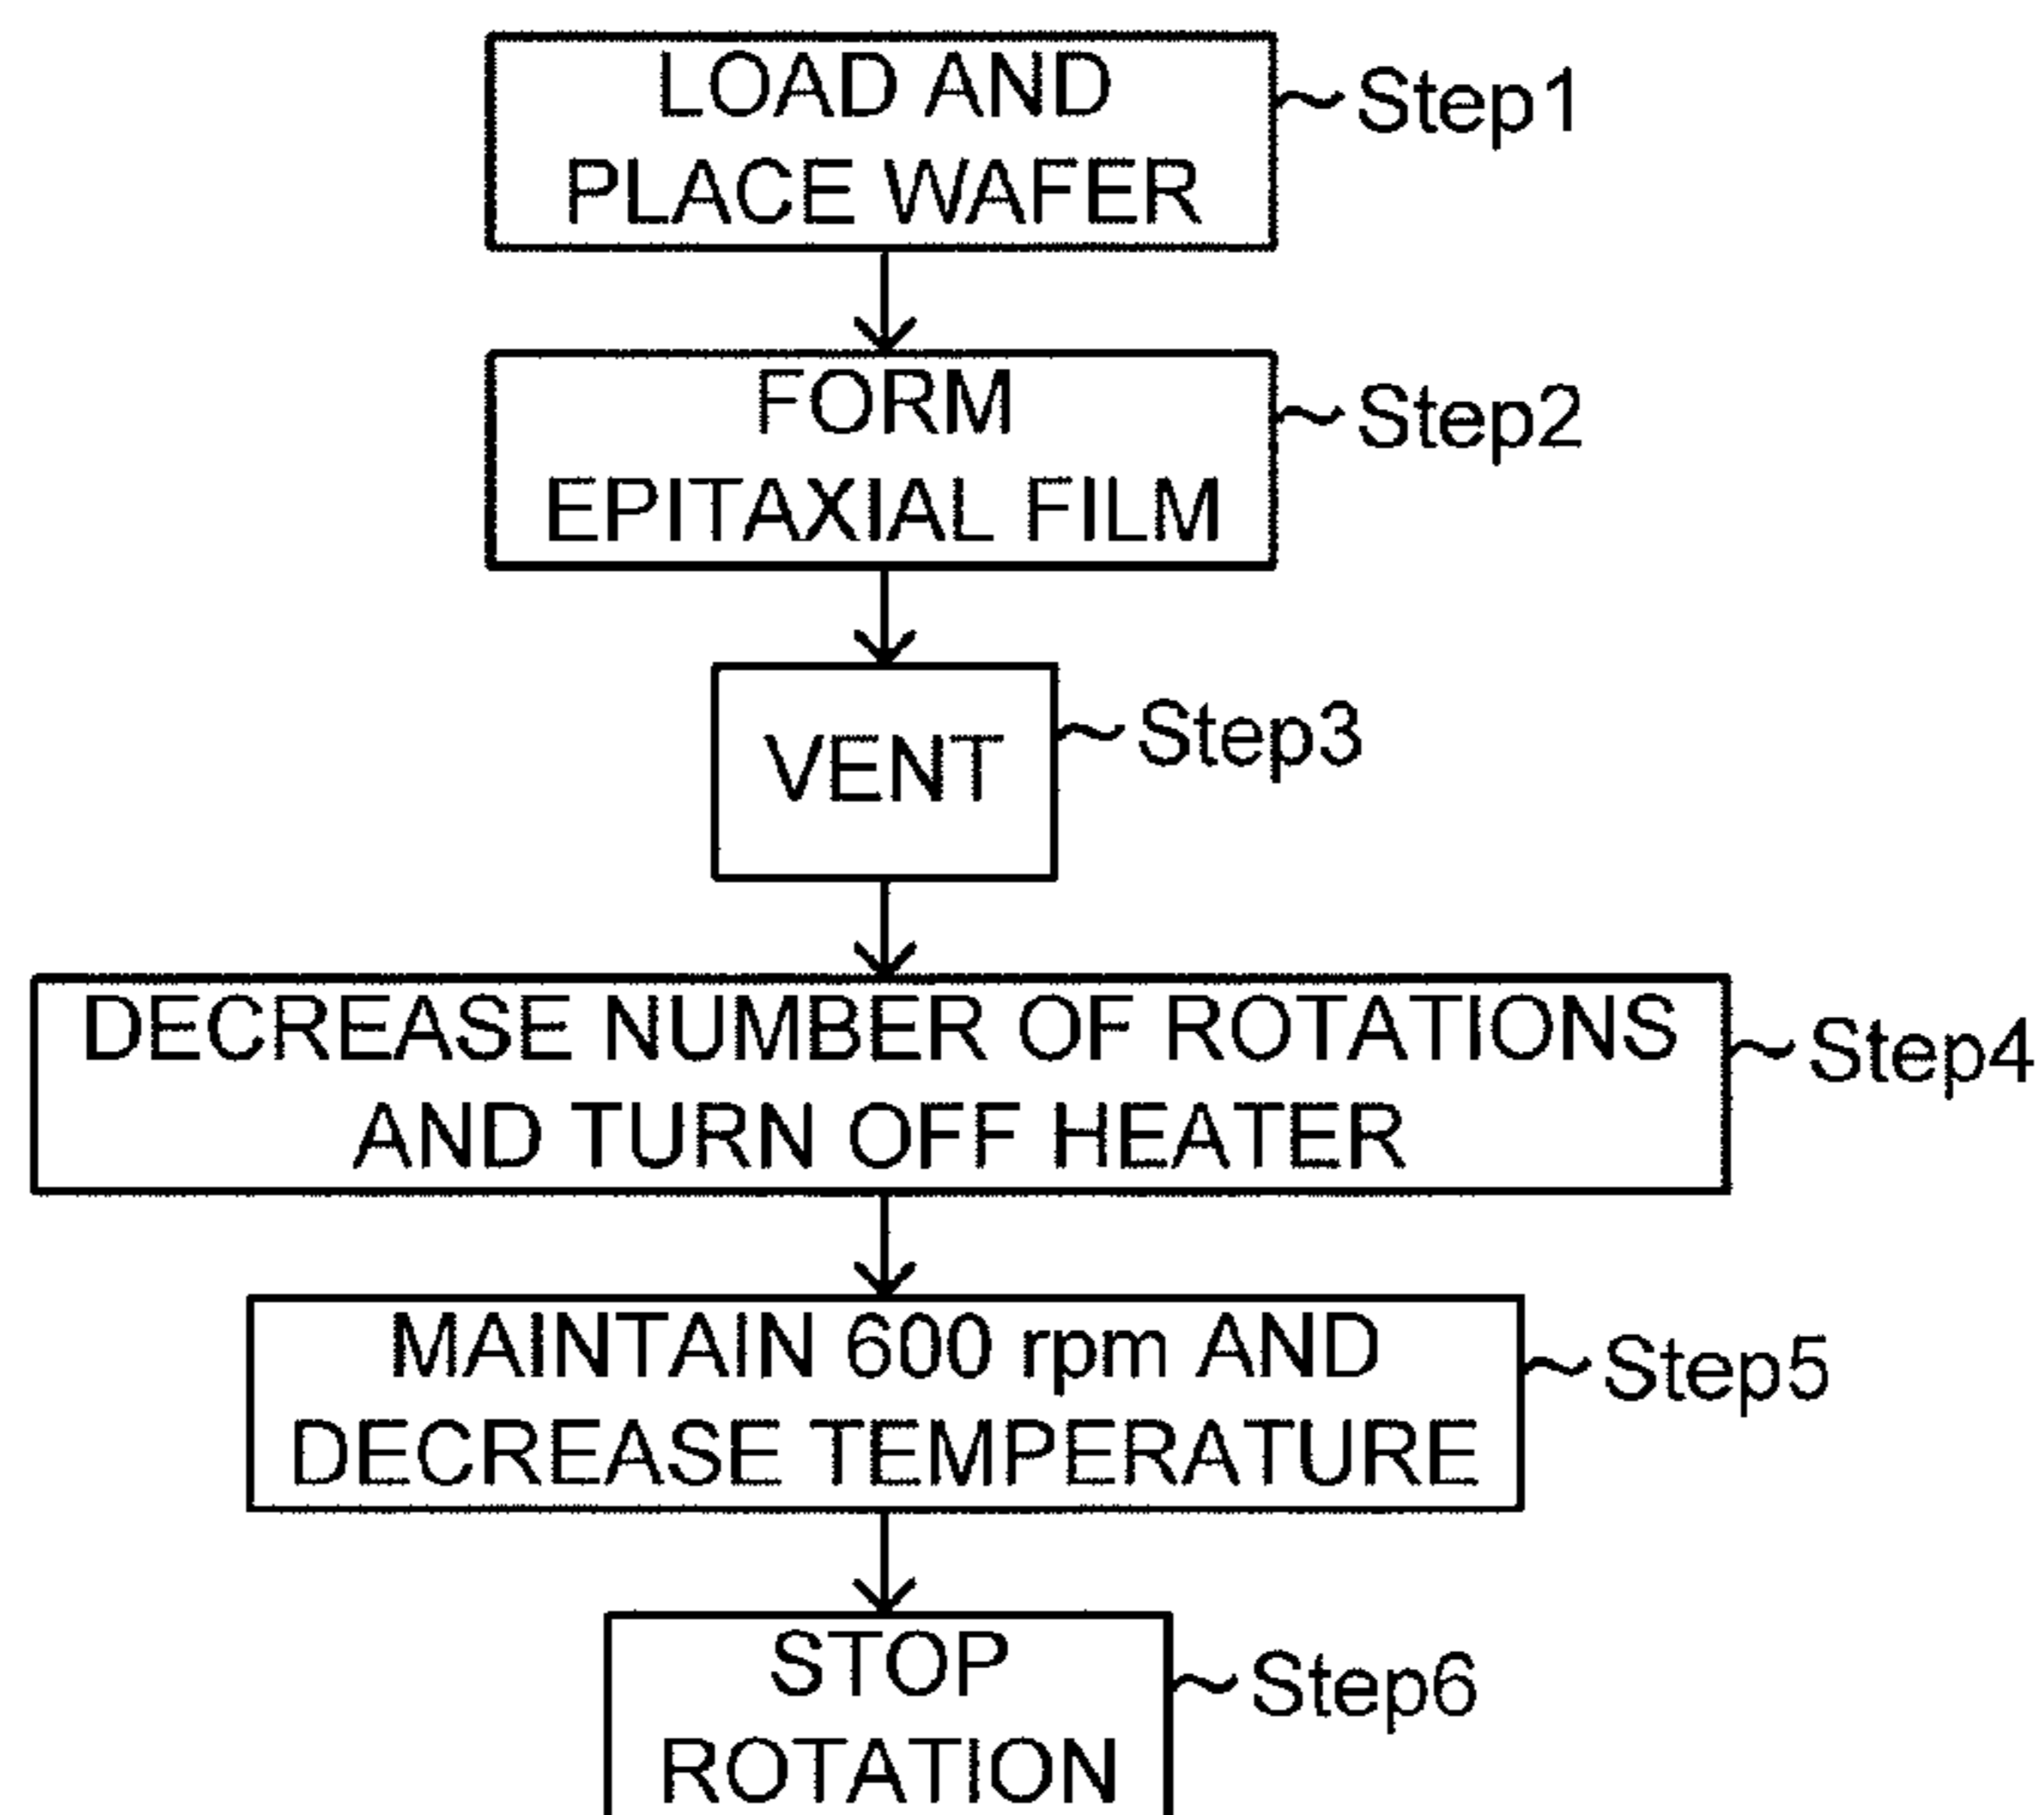 LOAD AND
PLACE WAFER
Step1
FORM
EPITAXIAL FILM
Step2
VENT
Step3
DECREASE NUMBER OF ROTATIONS
AND TURN OFF HEATER
Step4
MAINTAIN 600 rpm AND
DECREASE TEMPERATURE
Step5
STOP
ROTATION
Step6